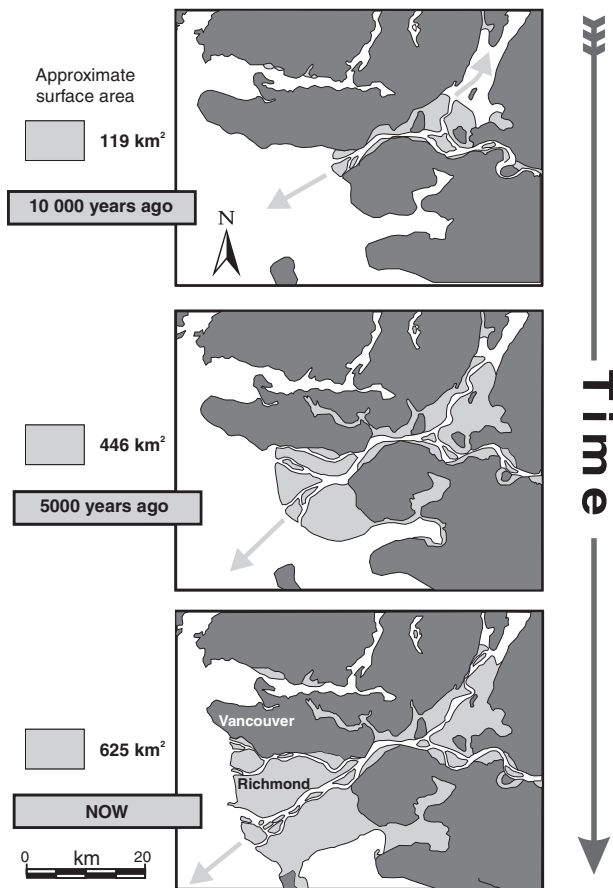 Approximate
surface area
119 km²
10 000 years ago
N
446 km²
5000 years ago
Time
Vancouver
625 km²
Richmond
NOW
0 km 20